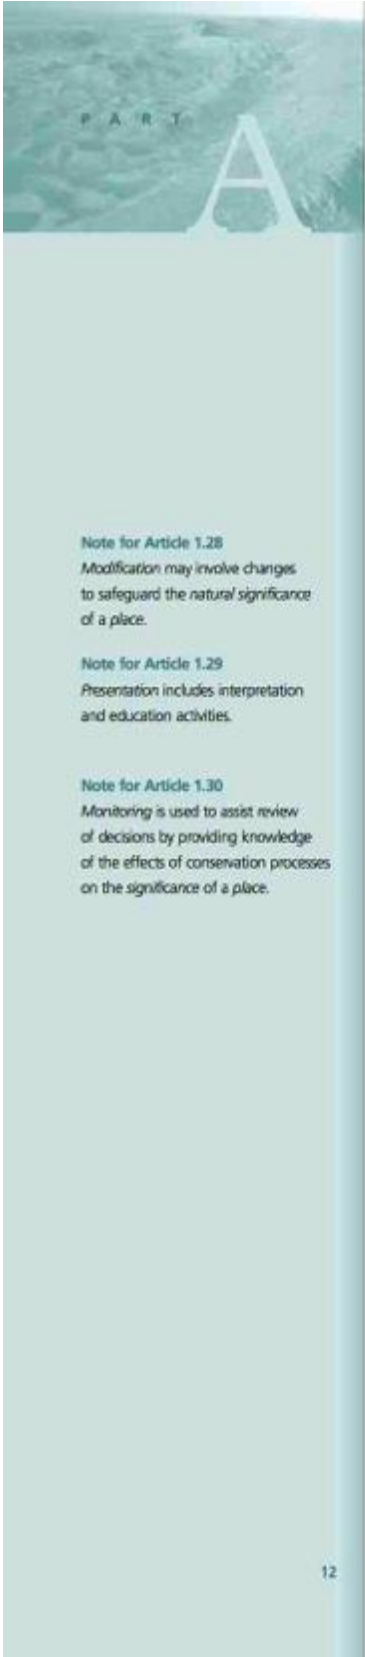 PART
A
Note for Article 1.28
Modification may involve changes
to safeguard the natural significance
of a place.
Note for Article 1.29
Presentation includes interpretation
and education activities.
Note for Article 1.30
Monitoring is used to assist review
of decisions by providing knowledge
of the effects of conservation processes
on the significance of a place.
12